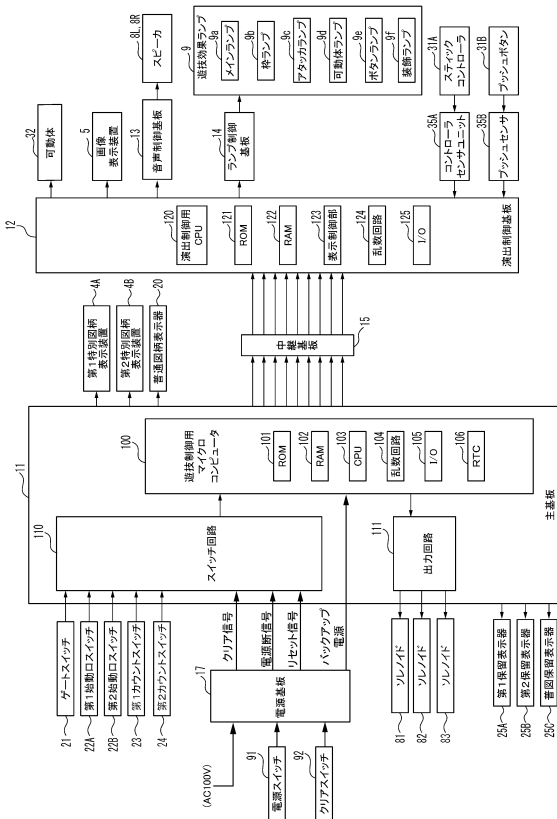 32
可動体
5
画像
表示装置
13
音声制御基板
8L, 8R
スピーカ
9
遊技効果ランプ
9a
メインランプ
9b
枠ランプ
9c
アタッカランプ
9d
可動体ランプ
9e
ボタンランプ
9f
装飾ランプ
14
ランプ制御
基板
31A
スティック
コントローラ
35A
コントローラ
センサユニット
31B
プッシュボタン
35B
プッシュセンサ
12
120
演出制御用
CPU
121
ROM
122
RAM
123
表示制御部
124
乱数回路
125
I/O
演出制御基板
4A
第1特別図柄
表示装置
4B
第2特別図柄
表示装置
20
普通図柄表示器
15
中継基板
11
100
遊技制御用
マイクロ
コンピュータ
101
ROM
102
RAM
103
CPU
104
乱数回路
105
I/O
106
RTC
主基板
110
スイッチ回路
111
出力回路
21
ゲートスイッチ
22A
第1始動口スイッチ
22B
第2始動口スイッチ
23
第1カウントスイッチ
24
第2カウントスイッチ
クリア信号
電源断信号
リセット信号
バックアップ
電源
17
電源基板
(AC100V)
91
電源スイッチ
92
クリアスイッチ
81
ソレノイド
82
ソレノイド
83
ソレノイド
25A
第1保留表示器
25B
第2保留表示器
25C
普図保留表示器